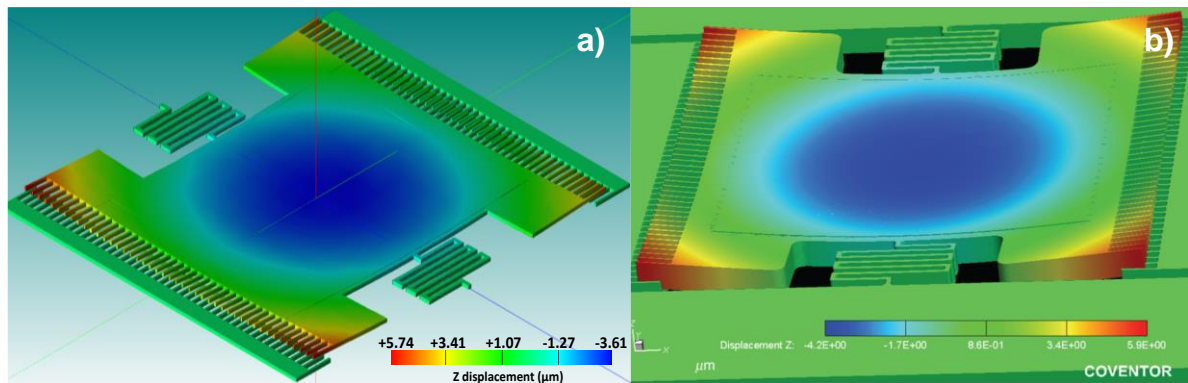 a)
+5.74 +3.41 +1.07 -1.27 -3.61
Z displacement (μm)
b)
Displacement Z: -4.2E+00 -1.7E+00 8.6E-01 3.4E+00 5.9E+00
μm
COVENTOR